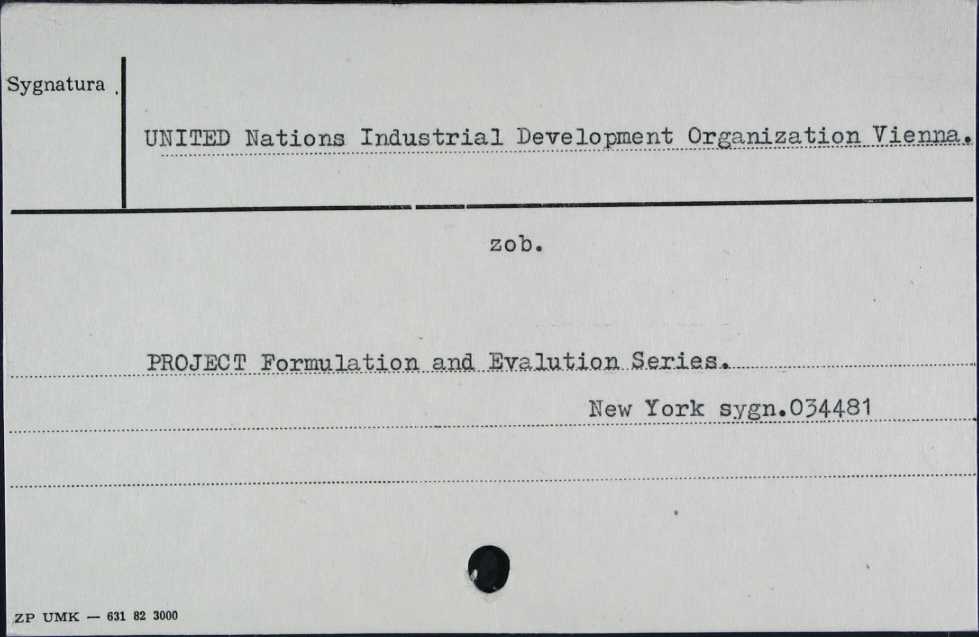 Sygnatura
UNITED Nations Industrial Development Organization Vienna.
zob.
PROJECT Formulation and Evalution Series.
New York sygn.034481
ZP UMK — 631 82 3000